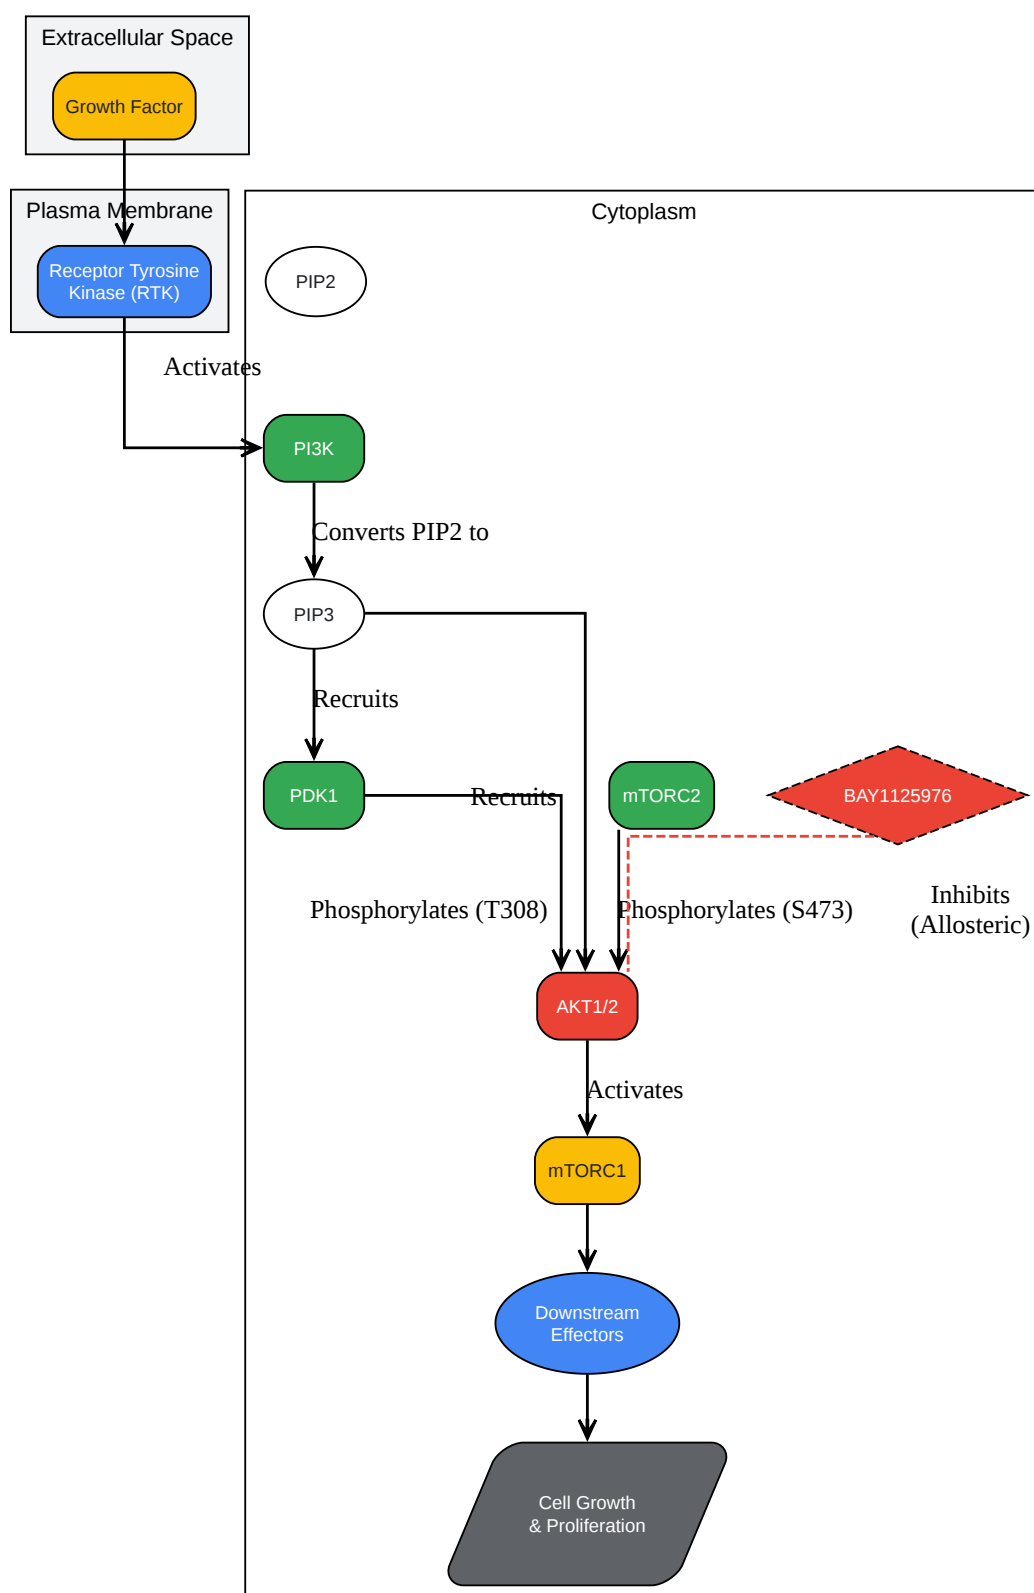 Extracellular Space
Growth Factor
Plasma Membrane
Cytoplasm
Receptor Tyrosine
Kinase (RTK)
PIP2
Activates
PI3K
Converts PIP2 to
PIP3
Recruits
PDK1
Recruits
mTORC2
BAY1125976
Phosphorylates (T308)
Phosphorylates (S473)
Inhibits
(Allosteric)
AKT1/2
Activates
mTORC1
Downstream
Effectors
Cell Growth
& Proliferation